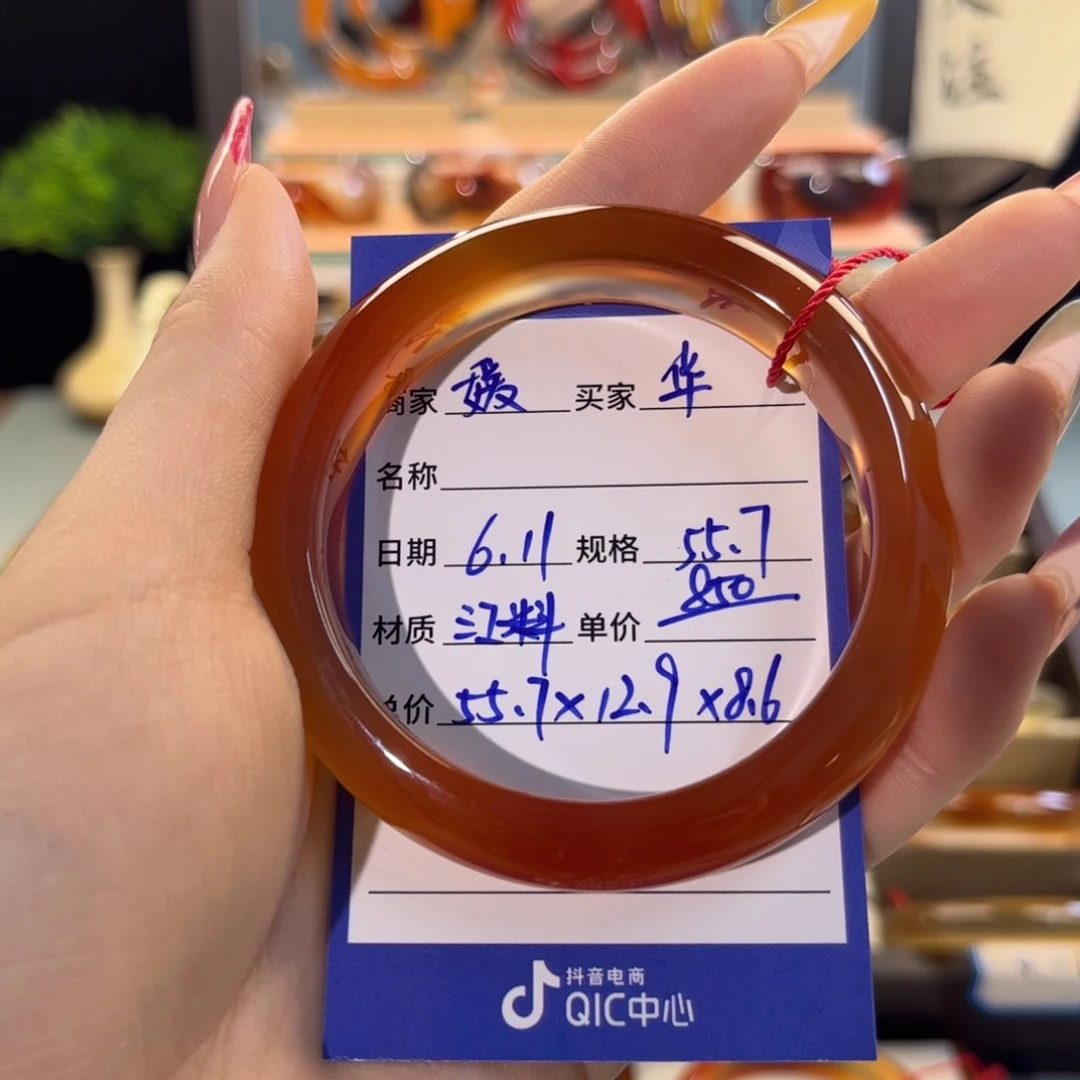 商家 媛 买家 华
名称
日期 6.11 规格 55.7
850
材质 江料 单价
总价 55.7×12.9×8.6
抖音电商
QIC中心